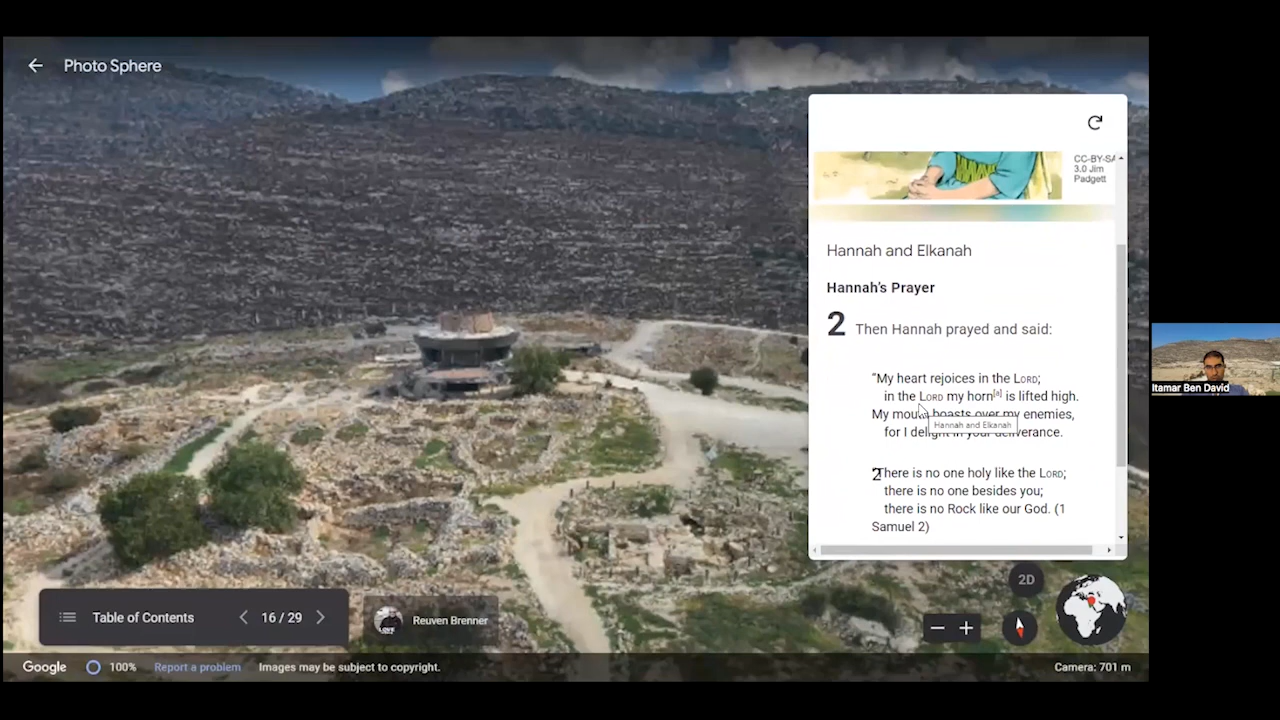 Photo Sphere
CC-BY-SA
3.0 Jim
Padgett
Hannah and Elkanah
Hannah's Prayer
2 Then Hannah prayed and said:
"My heart rejoices in the LORD;
in the LORD my horn[a] is lifted high.
My mouth boasts over my enemies,
Hannah and Elkanah
for I delight in your deliverance.
2There is no one holy like the LORD;
there is no one besides you;
there is no Rock like our God. (1
Samuel 2)
Itamar Ben David
2D
Table of Contents
16 / 29
LOVE
Reuven Brenner
Google
100%
Report a problem
Images may be subject to copyright.
Camera: 701 m